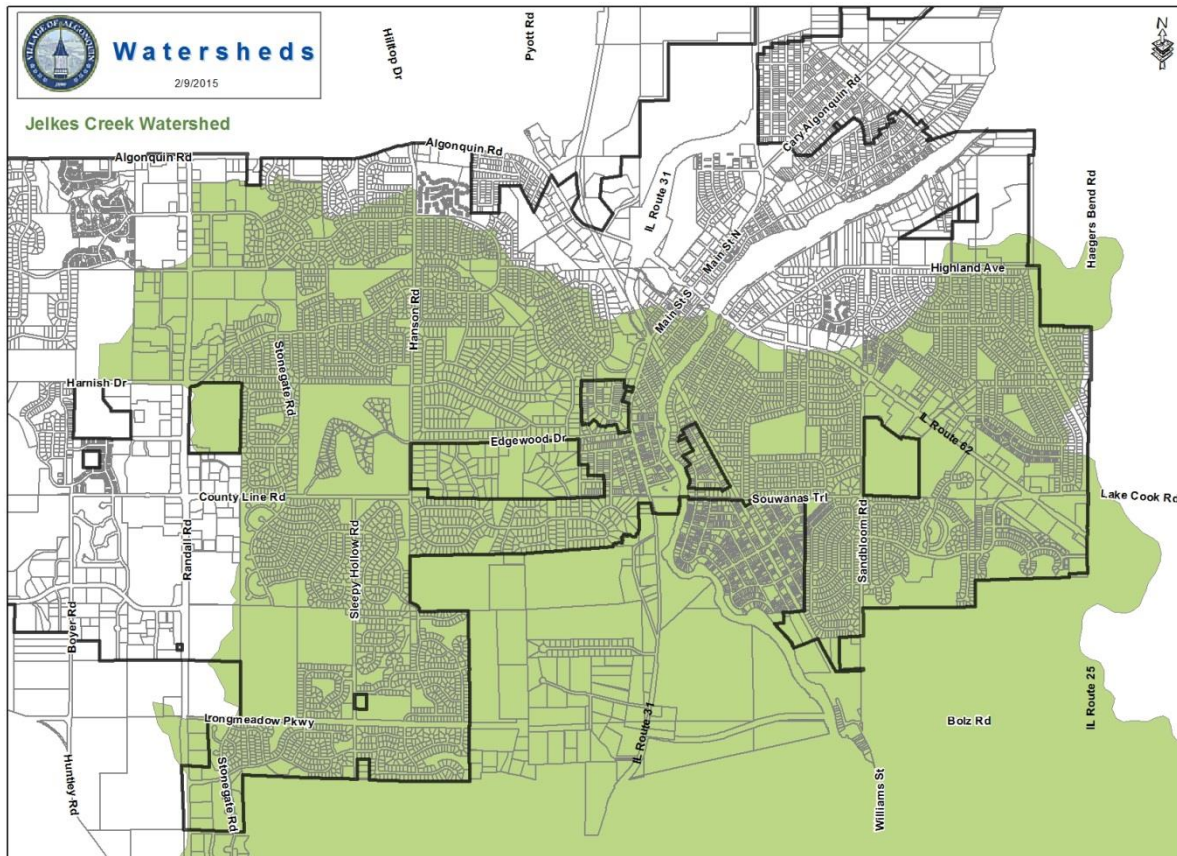 VILLAGE OF ALGONQUIN
Watersheds
2/9/2015
Jelkes Creek Watershed
Hilltop Dr
Pyott Rd
N
Algonquin Rd
Algonquin Rd
Cary Algonquin Rd
IL Route 31
Main St N
Main St S
Highland Ave
Haegers Bend Rd
Hanson Rd
Stonegate Rd
Harnish Dr
Edgewood Dr
IL Route 62
County Line Rd
Souwanas Trl
Lake Cook Rd
Randall Rd
Sleepy Hollow Rd
Sandbloom Rd
Boyer Rd
Longmeadow Pkwy
IL Route 31
Bolz Rd
IL Route 25
Huntley Rd
Stonegate Rd
Williams St